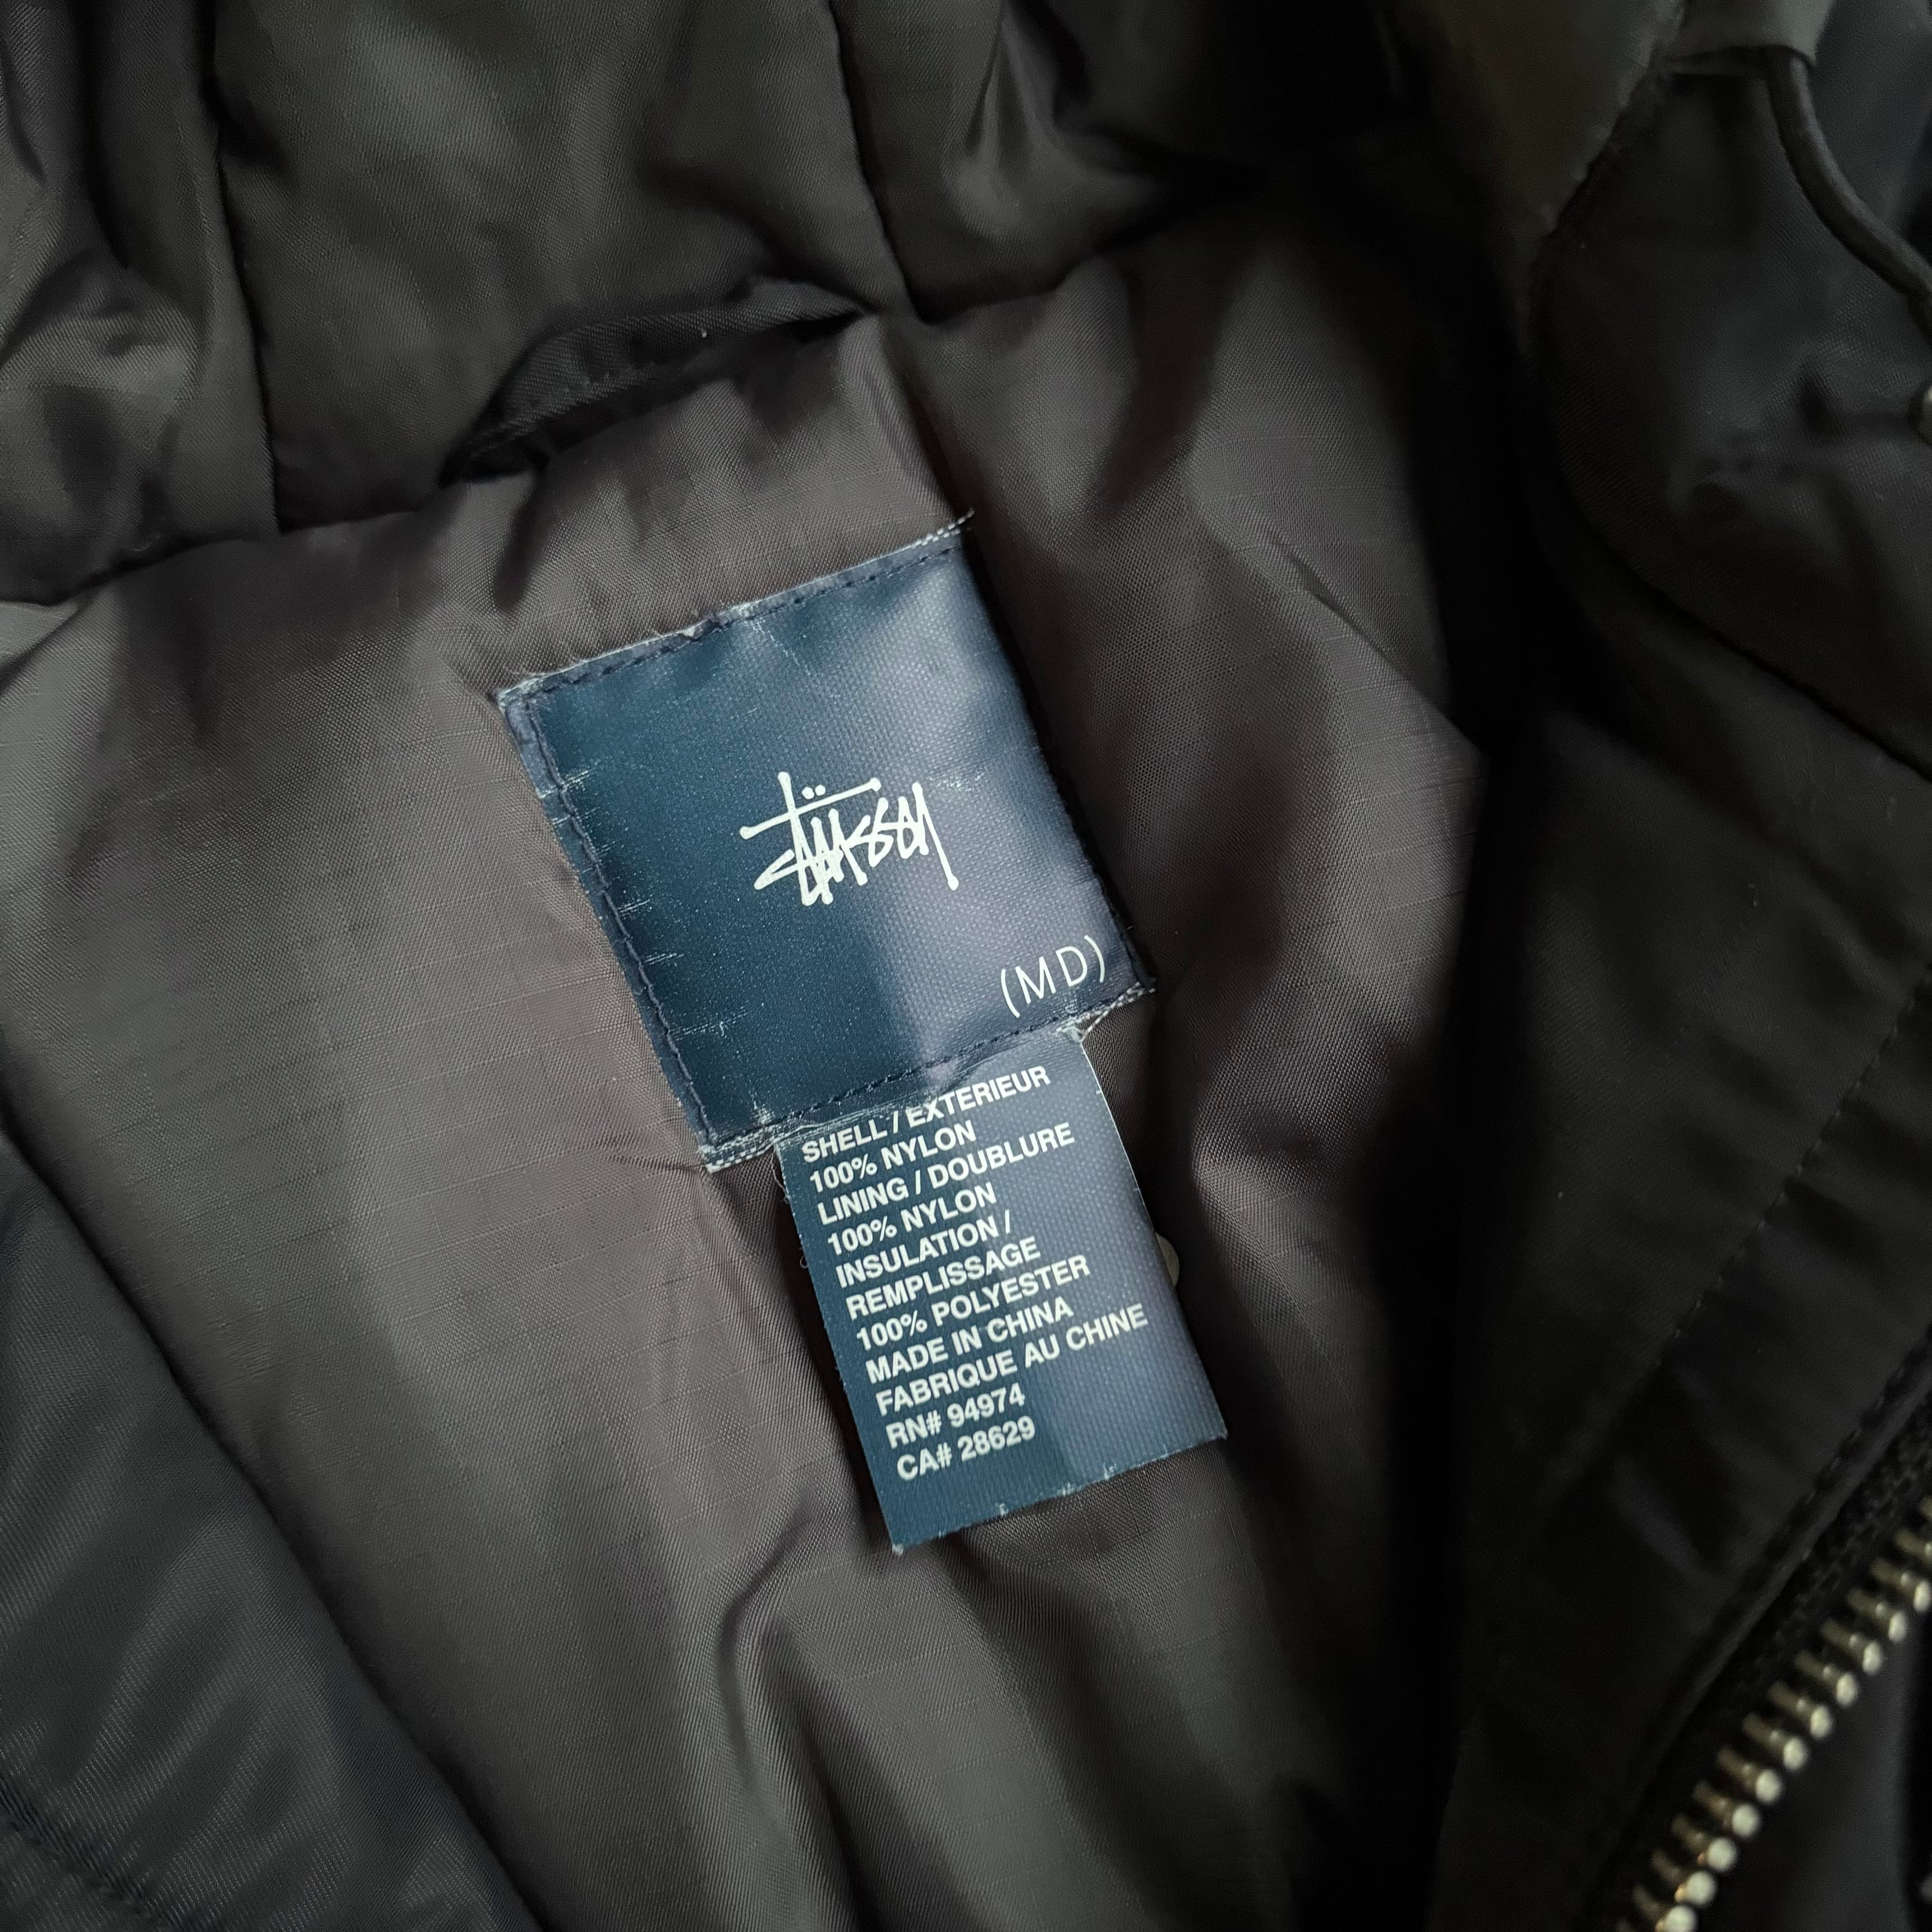 Stüssy
(MD)
SHELL / EXTERIEUR
100% NYLON
LINING / DOUBLURE
100% NYLON
INSULATION /
REMPLISSAGE
100% POLYESTER
MADE IN CHINA
FABRIQUE AU CHINE
RN# 94974
CA# 28629